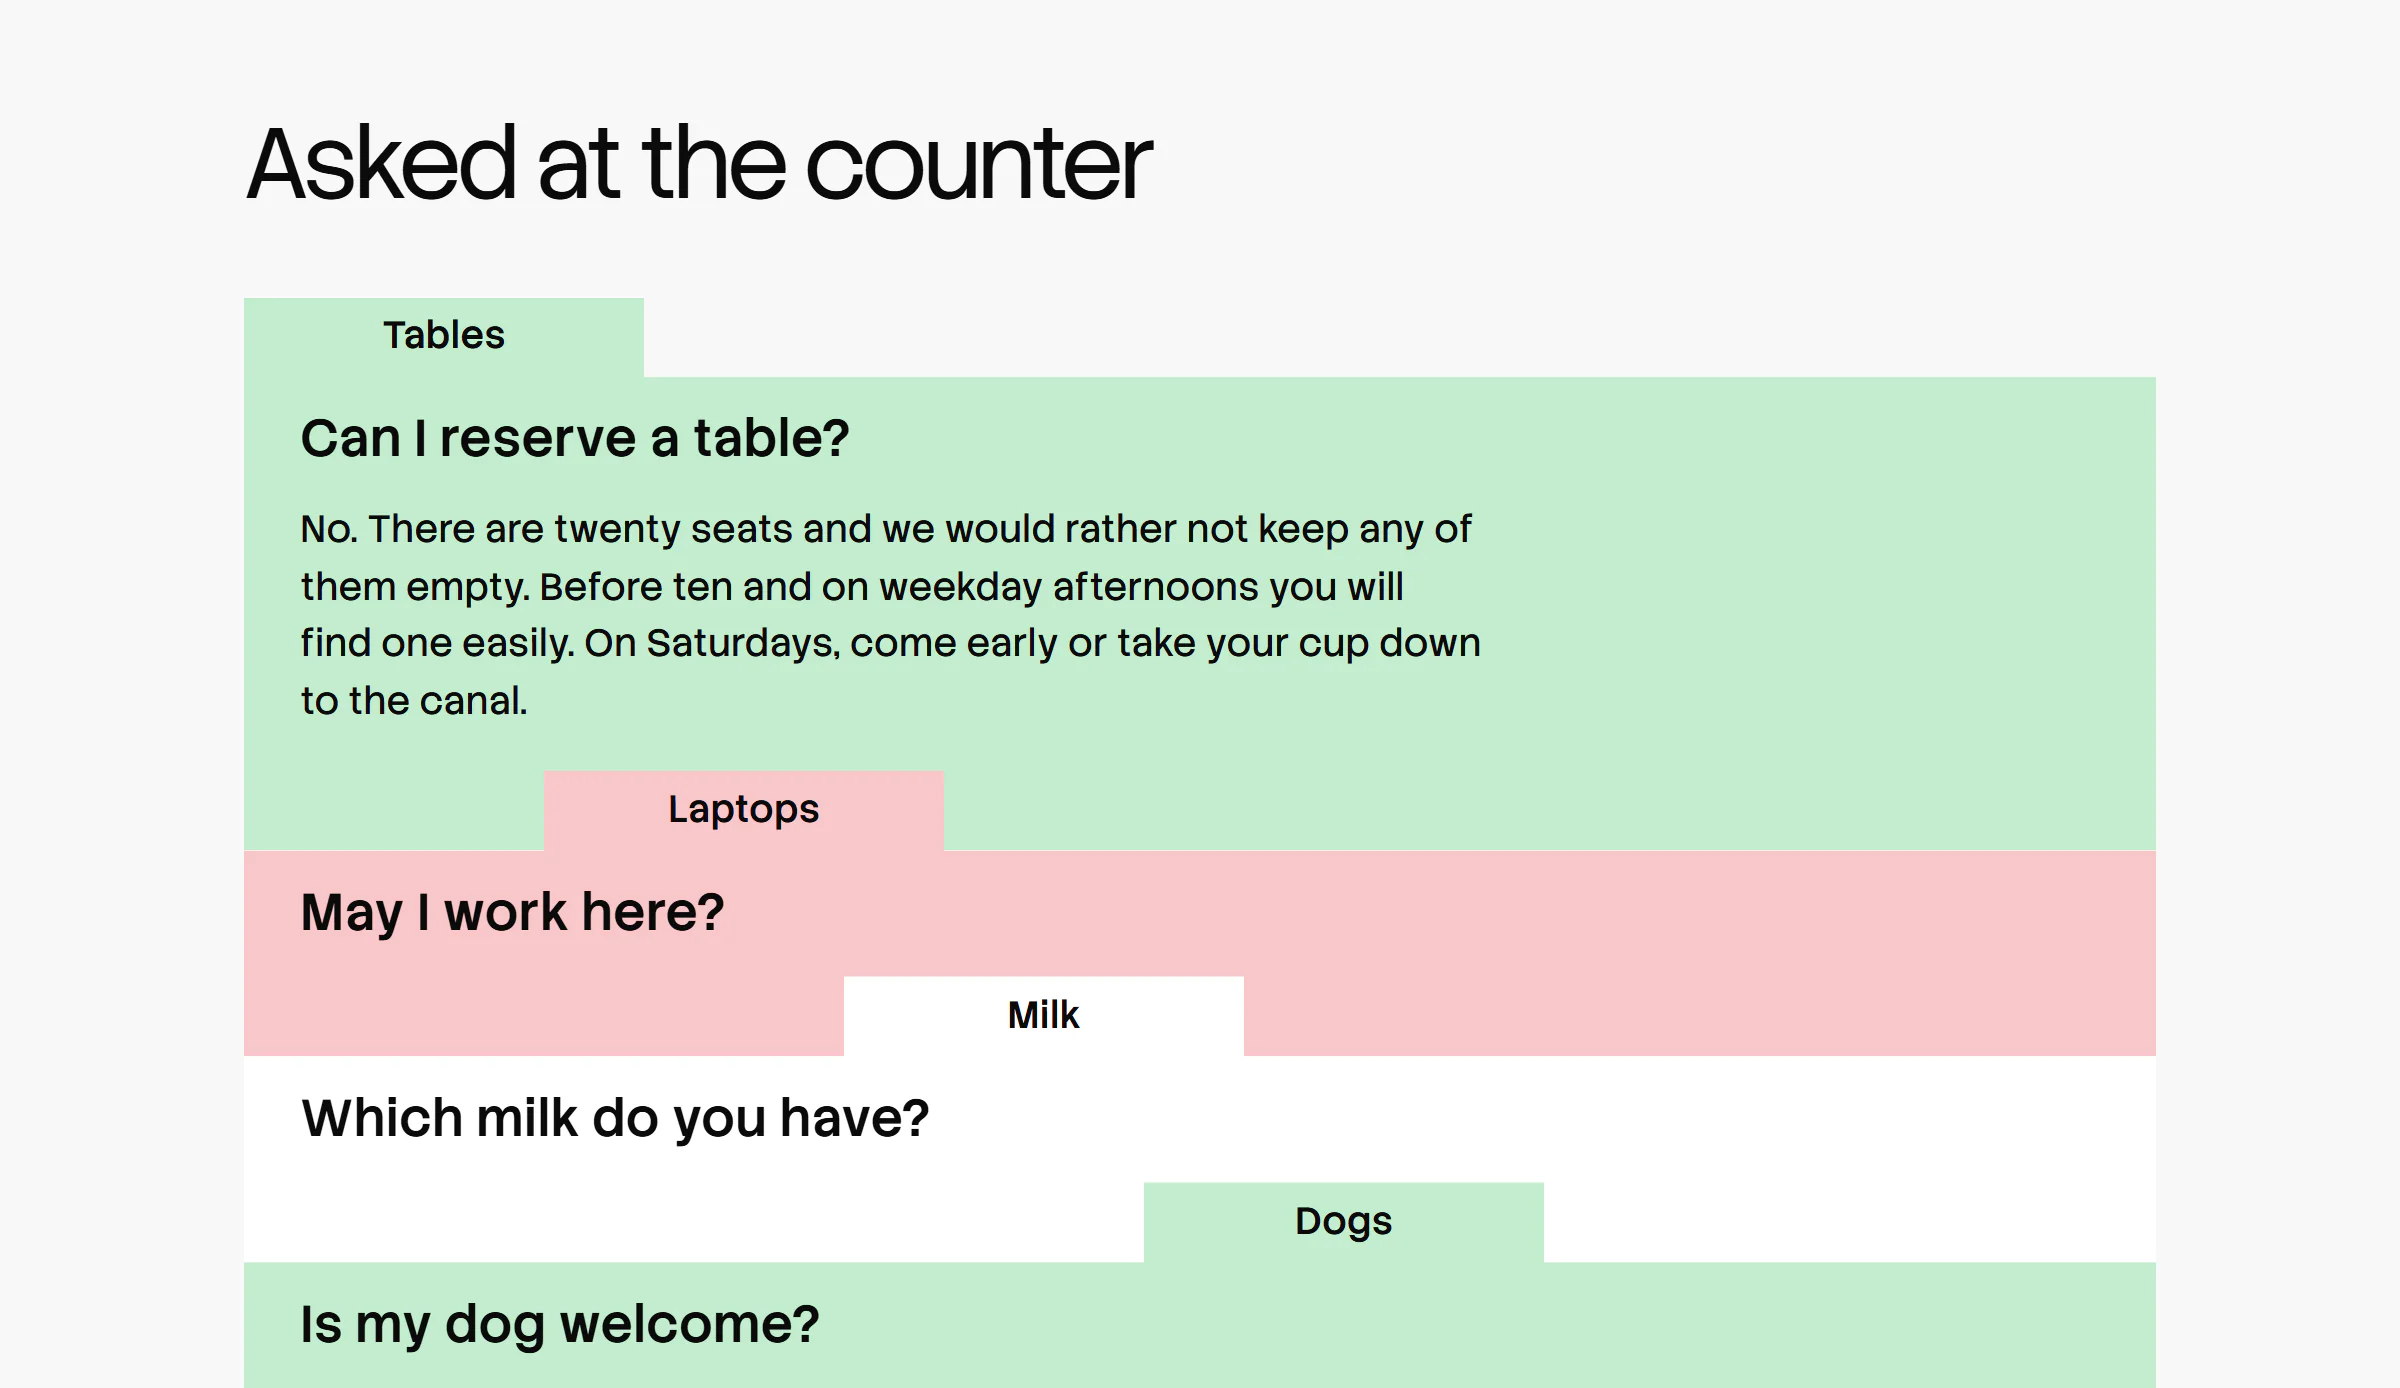 Asked at the counter
Tables
Can I reserve a table?
No. There are twenty seats and we would rather not keep any of
them empty. Before ten and on weekday afternoons you will
find one easily. On Saturdays, come early or take your cup down
to the canal.
Laptops
May I work here?
Milk
Which milk do you have?
Dogs
Is my dog welcome?